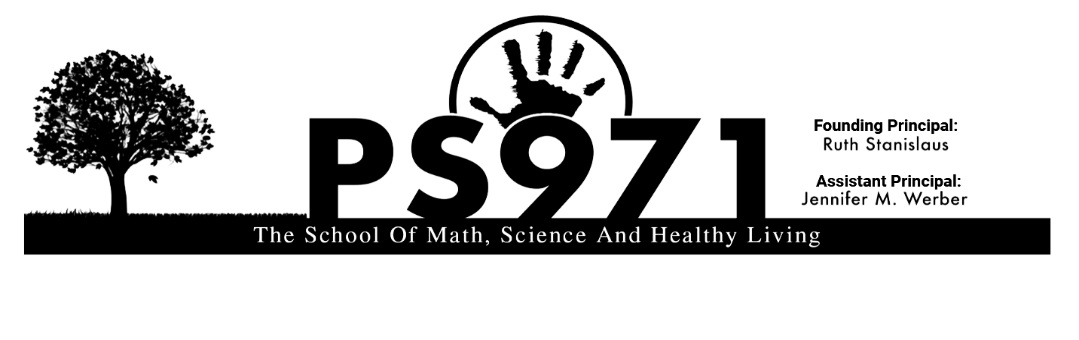 PS971
Founding Principal:
Ruth Stanislaus
Assistant Principal:
Jennifer M. Werber
The School Of Math, Science And Healthy Living